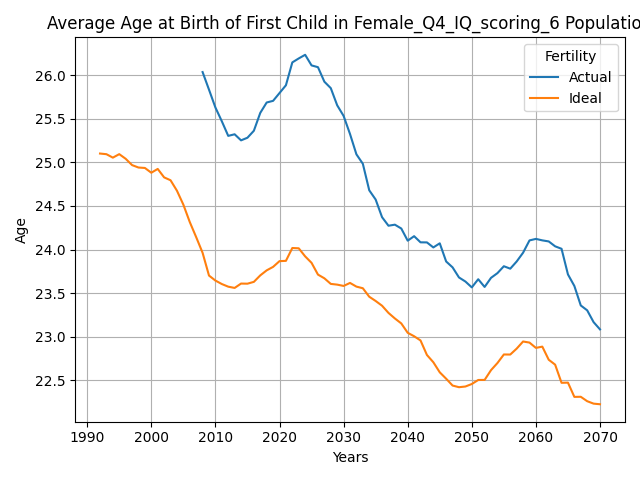 Average Age at Birth of First Child in Female_Q4_IQ_scoring_6 Populatio
Fertility
Actual
Ideal
Age
26.0
25.5
25.0
24.5
24.0
23.5
23.0
22.5
1990 2000 2010 2020 2030 2040 2050 2060 2070
Years